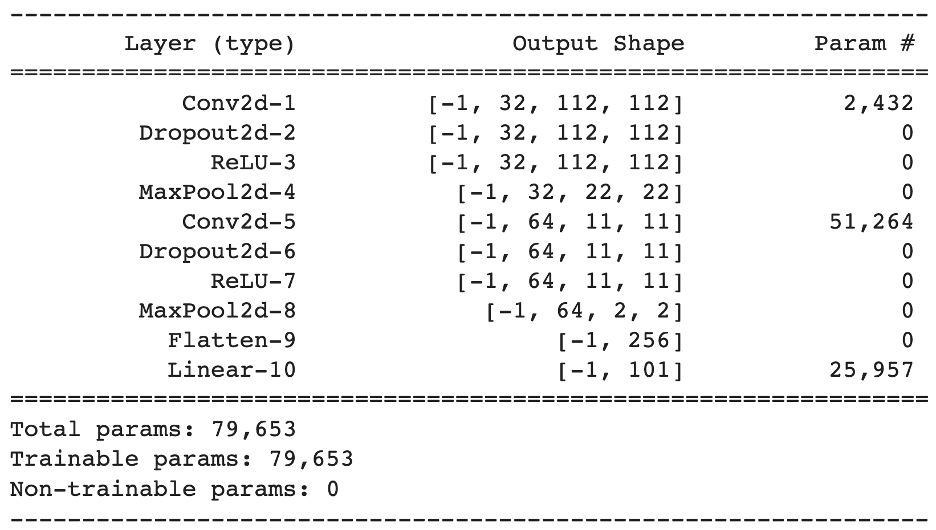 ----------------------------------------------------------------
Layer (type) Output Shape Param #
================================================================
Conv2d-1 [-1, 32, 112, 112] 2,432
Dropout2d-2 [-1, 32, 112, 112] 0
ReLU-3 [-1, 32, 112, 112] 0
MaxPool2d-4 [-1, 32, 22, 22] 0
Conv2d-5 [-1, 64, 11, 11] 51,264
Dropout2d-6 [-1, 64, 11, 11] 0
ReLU-7 [-1, 64, 11, 11] 0
MaxPool2d-8 [-1, 64, 2, 2] 0
Flatten-9 [-1, 256] 0
Linear-10 [-1, 101] 25,957
================================================================
Total params: 79,653
Trainable params: 79,653
Non-trainable params: 0
----------------------------------------------------------------